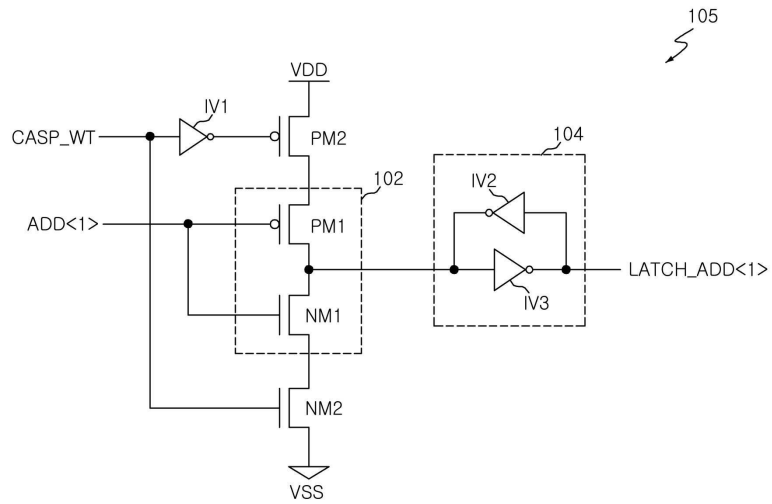 105
VDD
IV1
CASP_WT
PM2
104
102
IV2
ADD<1>
PM1
LATCH_ADD<1>
IV3
NM1
NM2
VSS